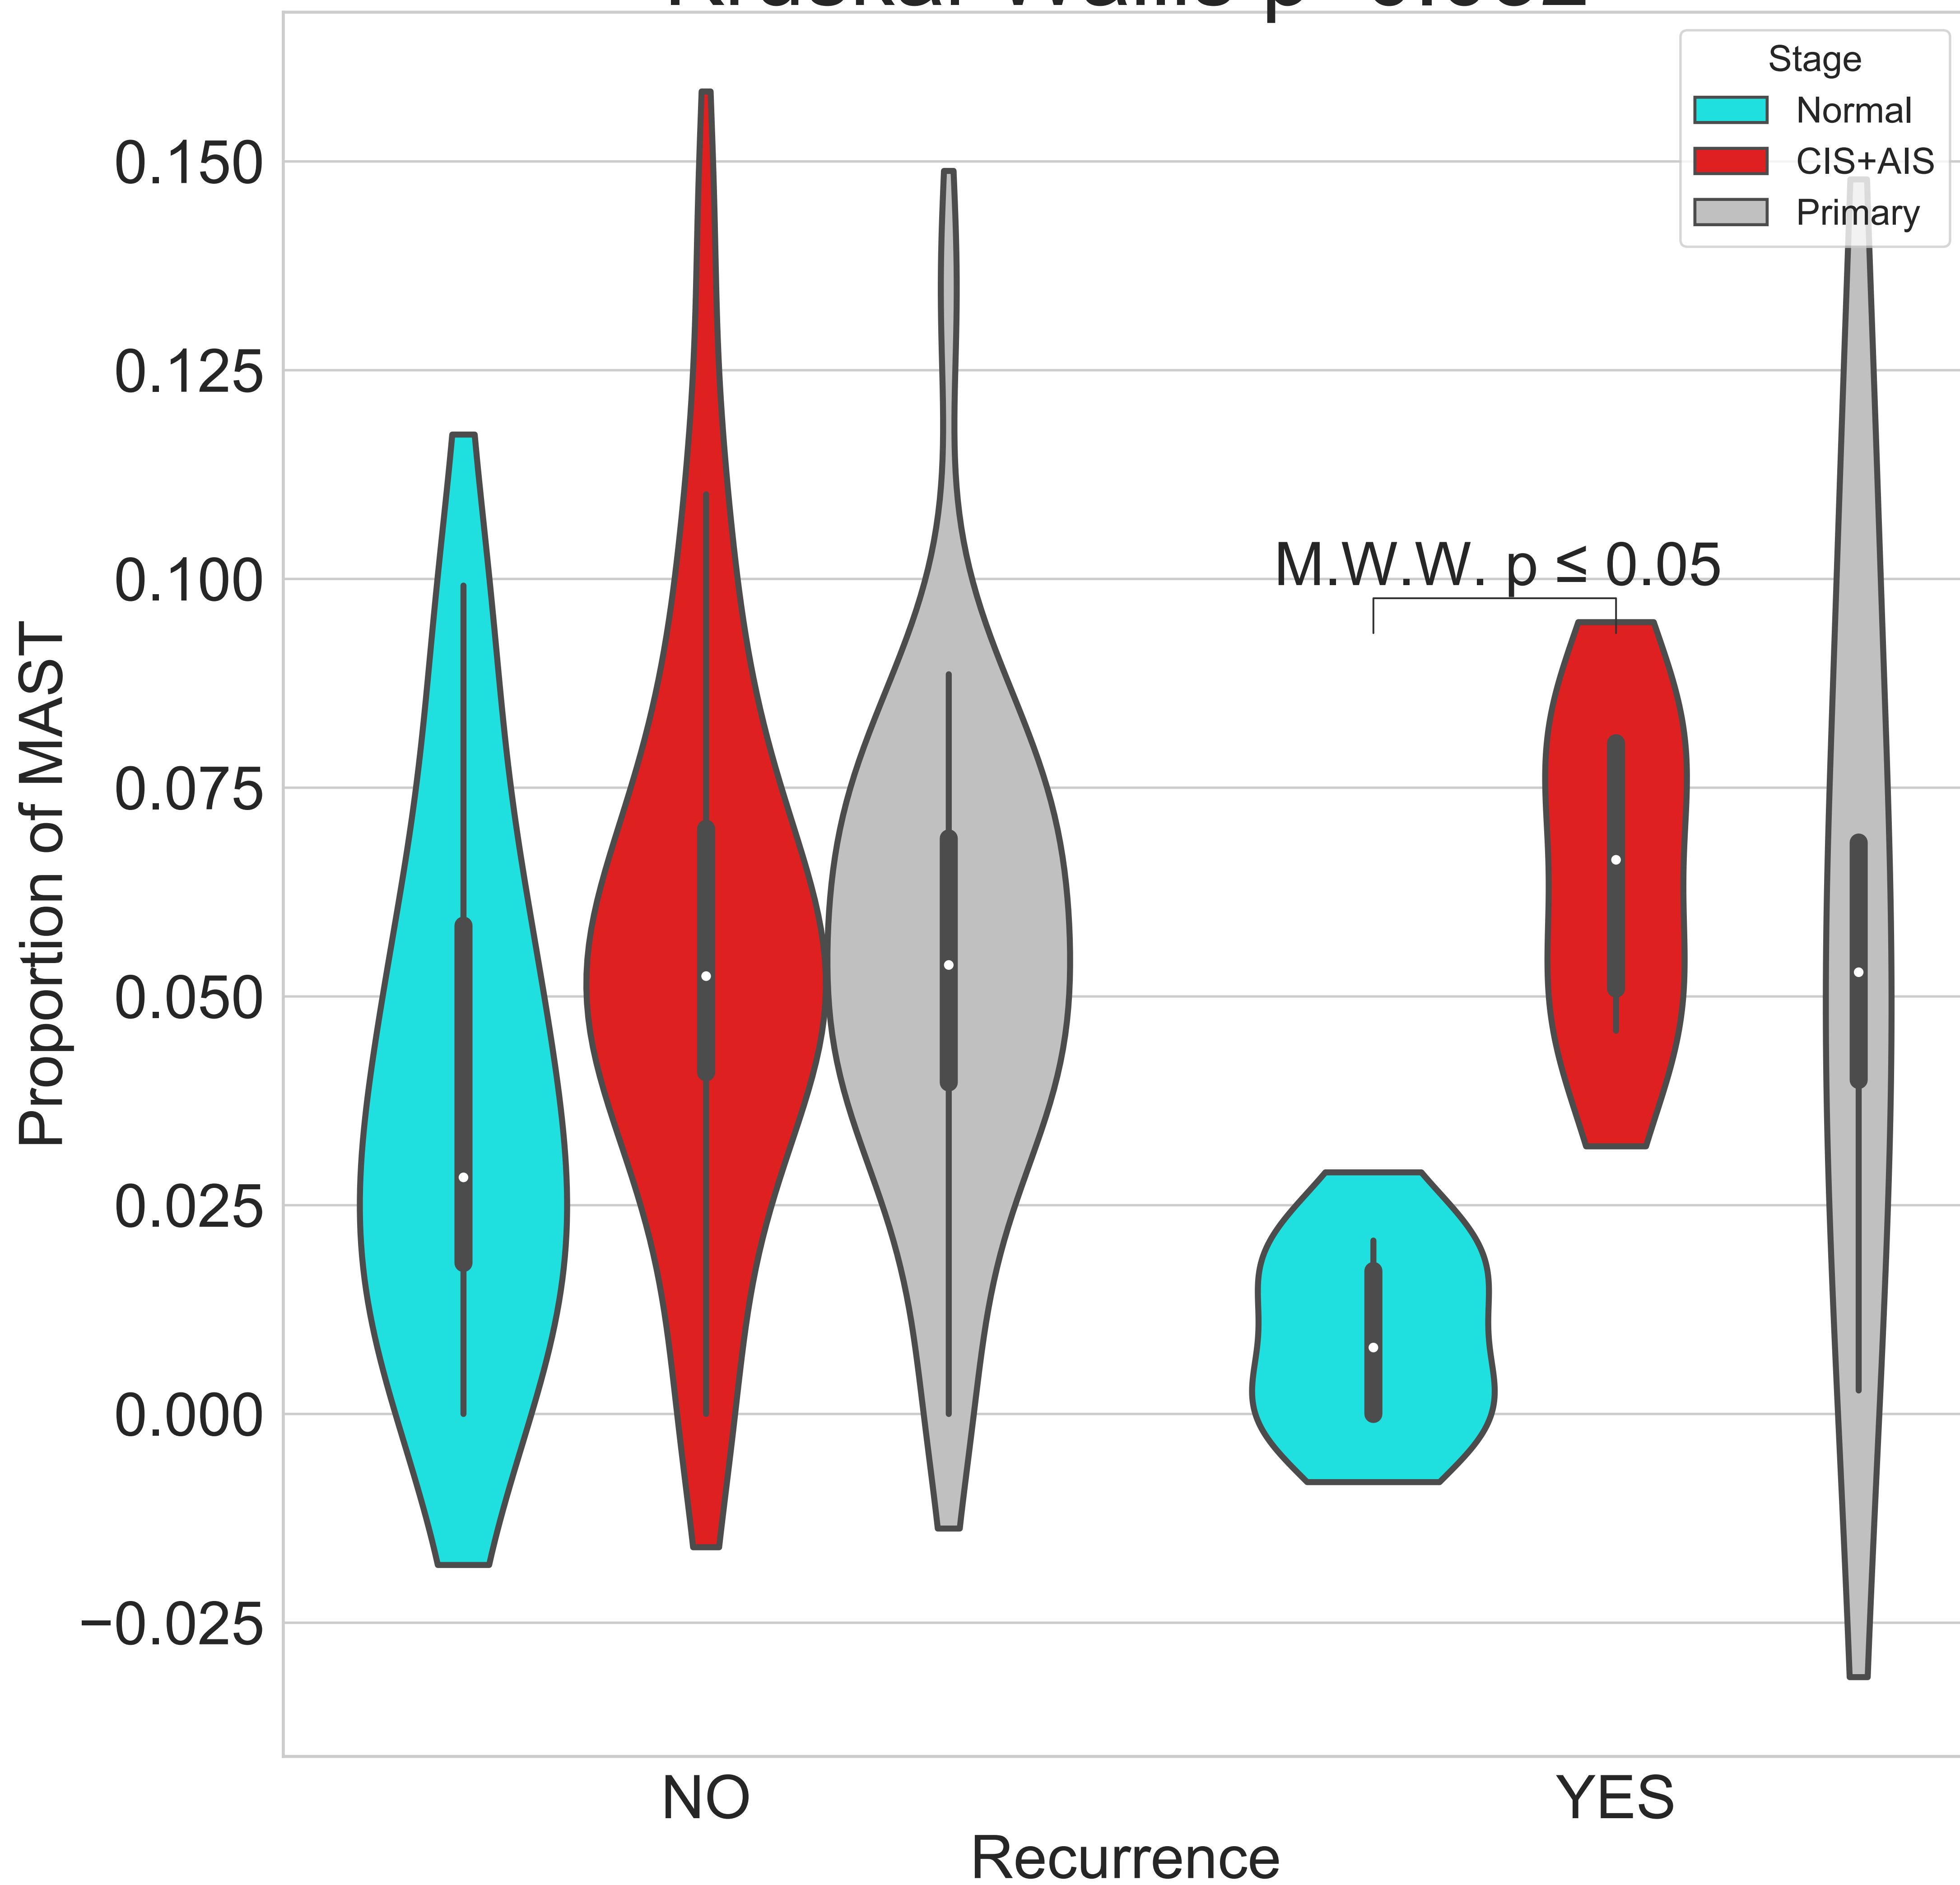 Stage
Normal
CIS+AIS
Primary
0.150
0.125
0.100
0.075
0.050
0.025
0.000
−0.025
Proportion of MAST
M.W.W. p ≤ 0.05
NO
YES
Recurrence